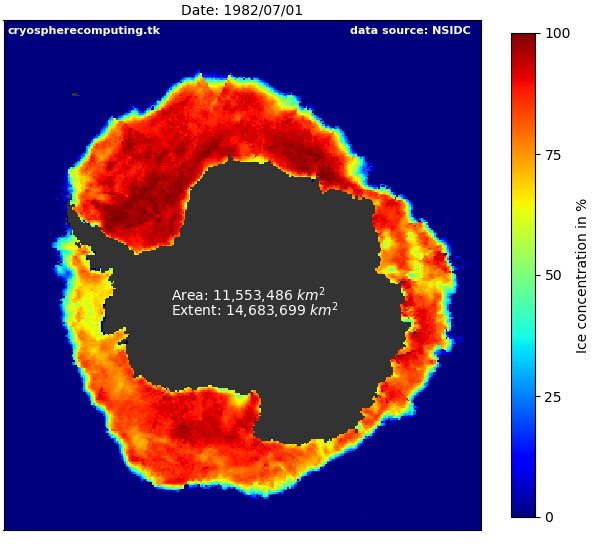 Date: 1982/07/01
cryospherecomputing.tk
data source: NSIDC
Area: 11,553,486 km²
Extent: 14,683,699 km²
100
75
50
25
0
Ice concentration in %